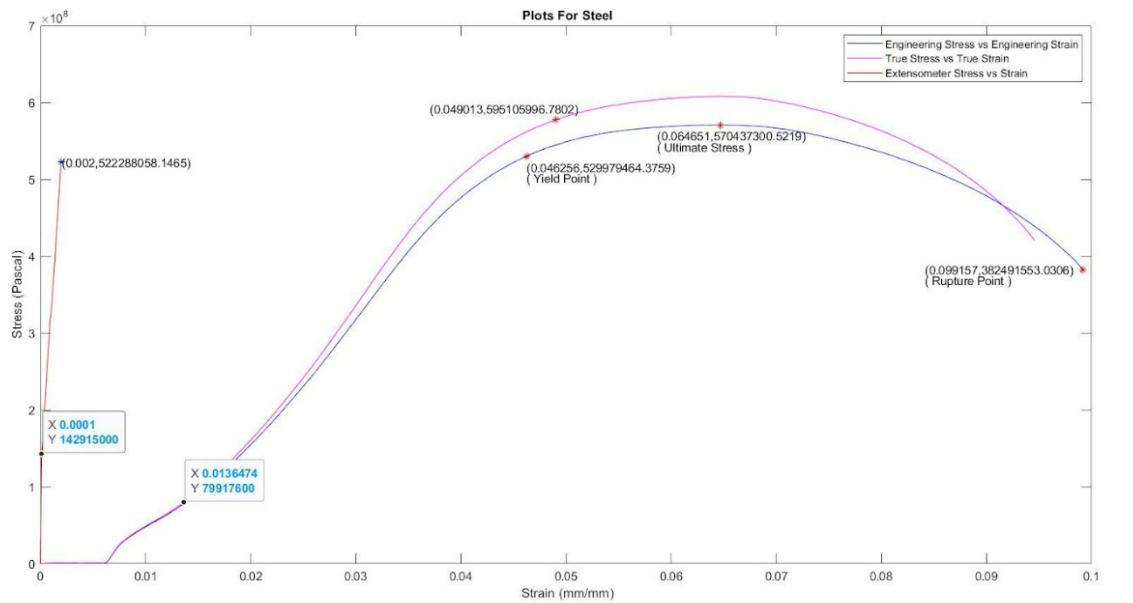 Plots For Steel
×10⁸
7
6
5
4
3
2
1
0
Stress (Pascal)
Engineering Stress vs Engineering Strain
True Stress vs True Strain
Extensometer Stress vs Strain
(0.049013,595105996.7802)
(0.064651,570437300.5219)
( Ultimate Stress )
(0.002,522288058.1465)
(0.046256,529979464.3759)
( Yield Point )
(0.099157,382491553.0306)
( Rupture Point )
X 0.0001
Y 142915000
X 0.0136474
Y 79917600
0 0.01 0.02 0.03 0.04 0.05 0.06 0.07 0.08 0.09 0.1
Strain (mm/mm)